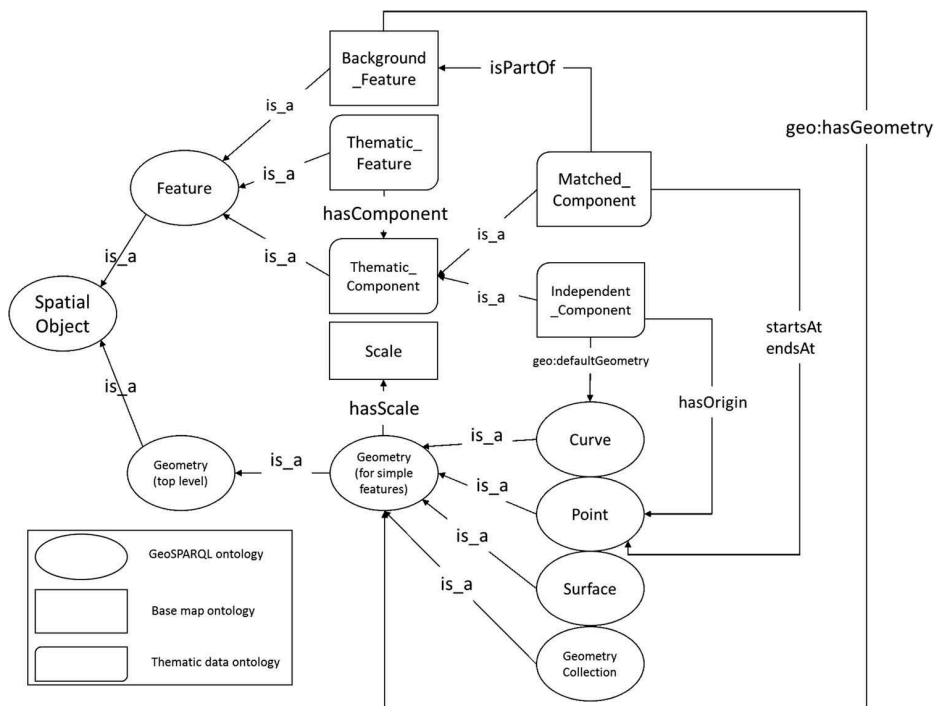 Background
_Feature
isPartOf
is_a
geo:hasGeometry
Thematic_
Feature
is_a
Feature
Matched_
Component
hasComponent
is_a
is_a
is_a
Thematic_
Component
is_a
Independent
_Component
Spatial
Object
startsAt
endsAt
Scale
geo:defaultGeometry
is_a
hasScale
hasOrigin
is_a
Curve
Geometry
(top level)
is_a
Geometry
(for simple
features)
is_a
Point
is_a
GeoSPARQL ontology
Surface
is_a
Base map ontology
Geometry
Collection
Thematic data ontology